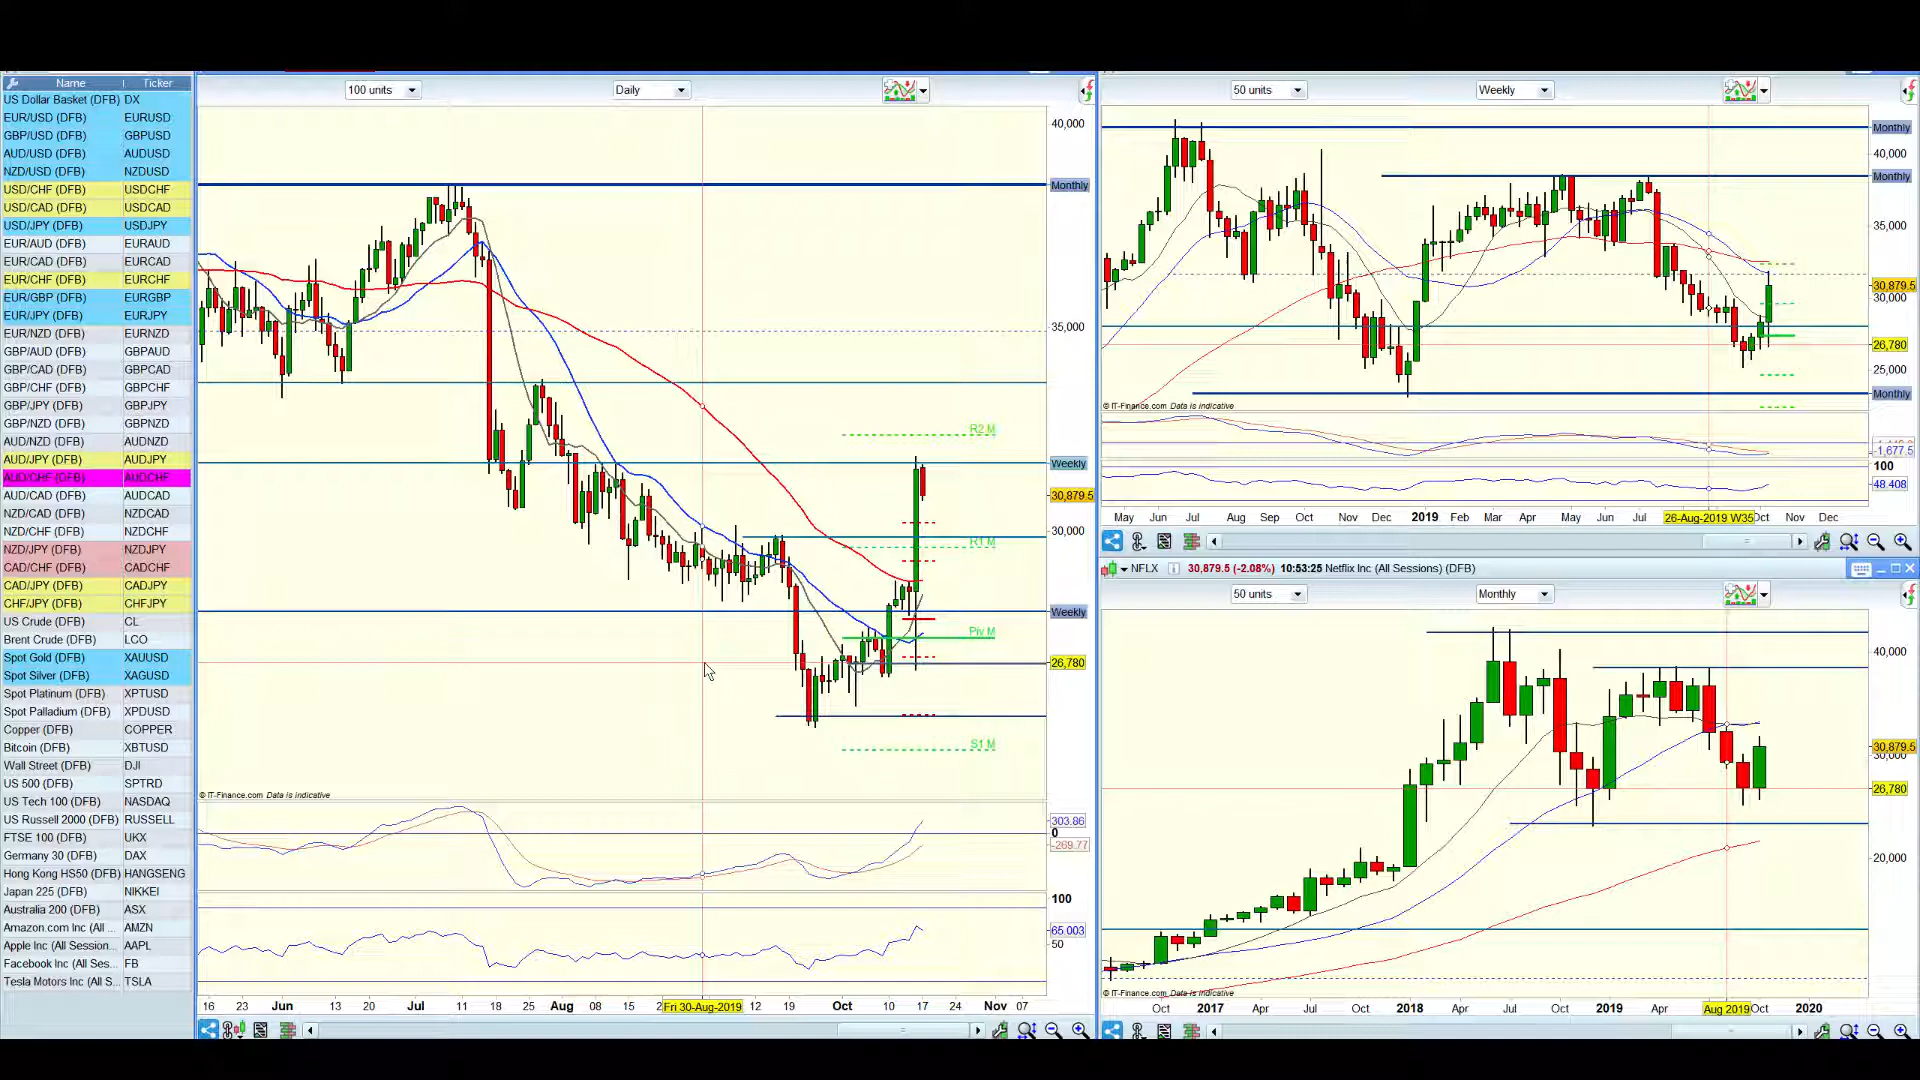 Name Ticker
US Dollar Basket (DFB) DX
EUR/USD (DFB) EURUSD
GBP/USD (DFB) GBPUSD
AUD/USD (DFB) AUDUSD
NZD/USD (DFB) NZDUSD
USD/CHF (DFB) USDCHF
USD/CAD (DFB) USDCAD
USD/JPY (DFB) USDJPY
EUR/AUD (DFB) EURAUD
EUR/CAD (DFB) EURCAD
EUR/CHF (DFB) EURCHF
EUR/GBP (DFB) EURGBP
EUR/JPY (DFB) EURJPY
EUR/NZD (DFB) EURNZD
GBP/AUD (DFB) GBPAUD
GBP/CAD (DFB) GBPCAD
GBP/CHF (DFB) GBPCHF
GBP/JPY (DFB) GBPJPY
GBP/NZD (DFB) GBPNZD
AUD/NZD (DFB) AUDNZD
AUD/JPY (DFB) AUDJPY
AUD/CHF (DFB) AUDCHF
AUD/CAD (DFB) AUDCAD
NZD/CAD (DFB) NZDCAD
NZD/CHF (DFB) NZDCHF
NZD/JPY (DFB) NZDJPY
CAD/CHF (DFB) CADCHF
CAD/JPY (DFB) CADJPY
CHF/JPY (DFB) CHFJPY
US Crude (DFB) CL
Brent Crude (DFB) LCO
Spot Gold (DFB) XAUUSD
Spot Silver (DFB) XAGUSD
Spot Platinum (DFB) XPTUSD
Spot Palladium (DFB) XPDUSD
Copper (DFB) COPPER
Bitcoin (DFB) XBTUSD
Wall Street (DFB) DJI
US 500 (DFB) SPTRD
US Tech 100 (DFB) NASDAQ
US Russell 2000 (DFB) RUSSELL
FTSE 100 (DFB) UKX
Germany 30 (DFB) DAX
Hong Kong HS50 (DFB) HANGSENG
Japan 225 (DFB) NIKKEI
Australia 200 (DFB) ASX
Amazon.com Inc (All ... AMZN
Apple Inc (All Session... AAPL
Facebook Inc (All Ses... FB
Tesla Motors Inc (All S... TSLA
100 units Daily
40,000
Monthly
35,000
R2 M
Weekly
30,879.5
30,000
R1 M
Weekly
Piv M
26,780
S1 M
© IT-Finance.com Data is indicative
303.86
0
-269.77
100
65.003
50
16 23 Jun 13 20 Jul 11 18 25 Aug 08 15 2 Fri 30-Aug-2019 12 19 Oct 10 17 24 Nov 07
50 units Weekly
Monthly
40,000
Monthly
35,000
30,879.5
30,000
26,780
25,000
Monthly
© IT-Finance.com Data is indicative
-1,677.5
100
48.408
May Jun Jul Aug Sep Oct Nov Dec 2019 Feb Mar Apr May Jun Jul 26-Aug-2019 W35 Oct Nov Dec
NFLX 30,879.5 (-2.08%) 10:53:25 Netflix Inc (All Sessions) (DFB)
50 units Monthly
40,000
30,879.5
30,000
26,780
20,000
© IT-Finance.com Data is indicative
Oct 2017 Apr Jul Oct 2018 Apr Jul Oct 2019 Apr Aug 2019 Oct 2020